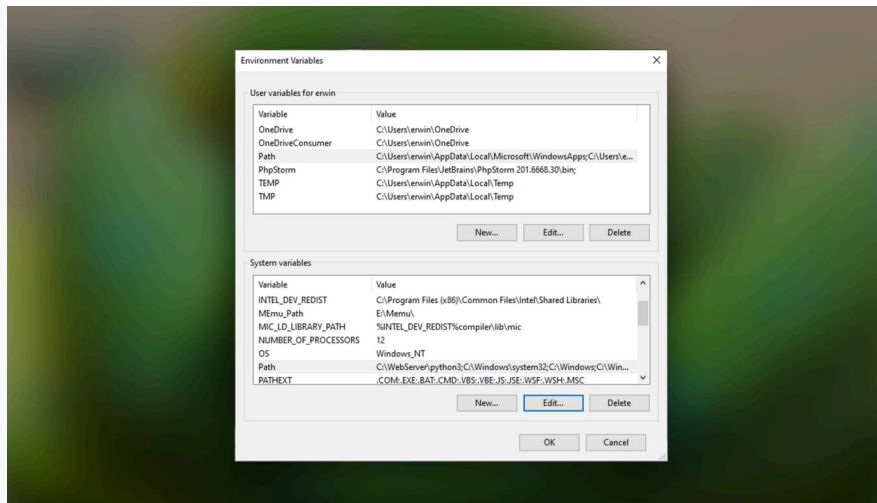 Environment Variables
User variables for erwin
Variable Value
OneDrive C:\Users\erwin\OneDrive
OneDriveConsumer C:\Users\erwin\OneDrive
Path C:\Users\erwin\AppData\Local\Microsoft\WindowsApps;C:\Users\e...
PhpStorm C:\Program Files\JetBrains\PhpStorm 201.6668.30\bin;
TEMP C:\Users\erwin\AppData\Local\Temp
TMP C:\Users\erwin\AppData\Local\Temp
New... Edit... Delete
System variables
Variable Value
INTEL_DEV_REDIST C:\Program Files (x86)\Common Files\Intel\Shared Libraries\
MEmu_Path E:\Memu\
MIC_LD_LIBRARY_PATH %INTEL_DEV_REDIST%compiler\lib\mic
NUMBER_OF_PROCESSORS 12
OS Windows_NT
Path C:\WebServer\python3;C:\Windows\system32;C:\Windows;C:\Win...
PATHEXT .COM;.EXE;.BAT;.CMD;.VBS;.VBE;.JS;.JSE;.WSF;.WSH;.MSC
New... Edit... Delete
OK Cancel